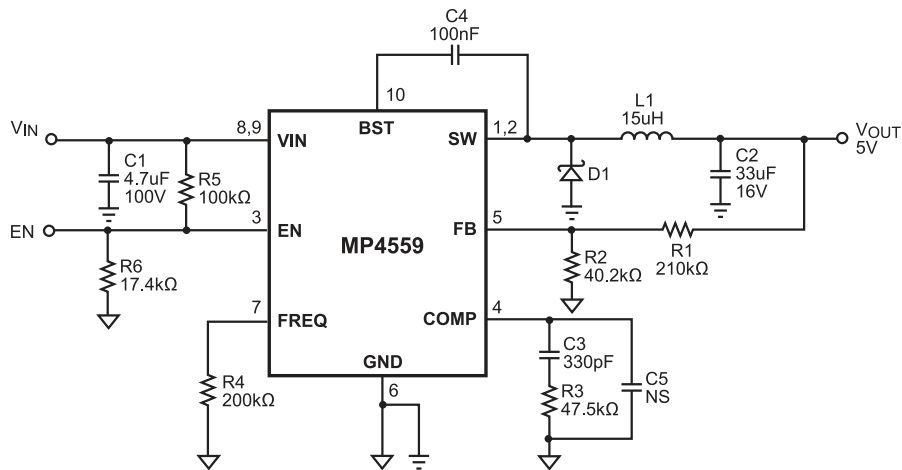 C4
100nF
10
BST
VIN
8,9
VIN
SW
1,2
L1
15uH
VOUT
5V
C1
4.7uF
100V
R5
100kΩ
D1
C2
33uF
16V
EN
3
EN
MP4559
FB
5
R1
210kΩ
R2
40.2kΩ
R6
17.4kΩ
7
FREQ
COMP
4
GND
6
R4
200kΩ
C3
330pF
R3
47.5kΩ
C5
NS